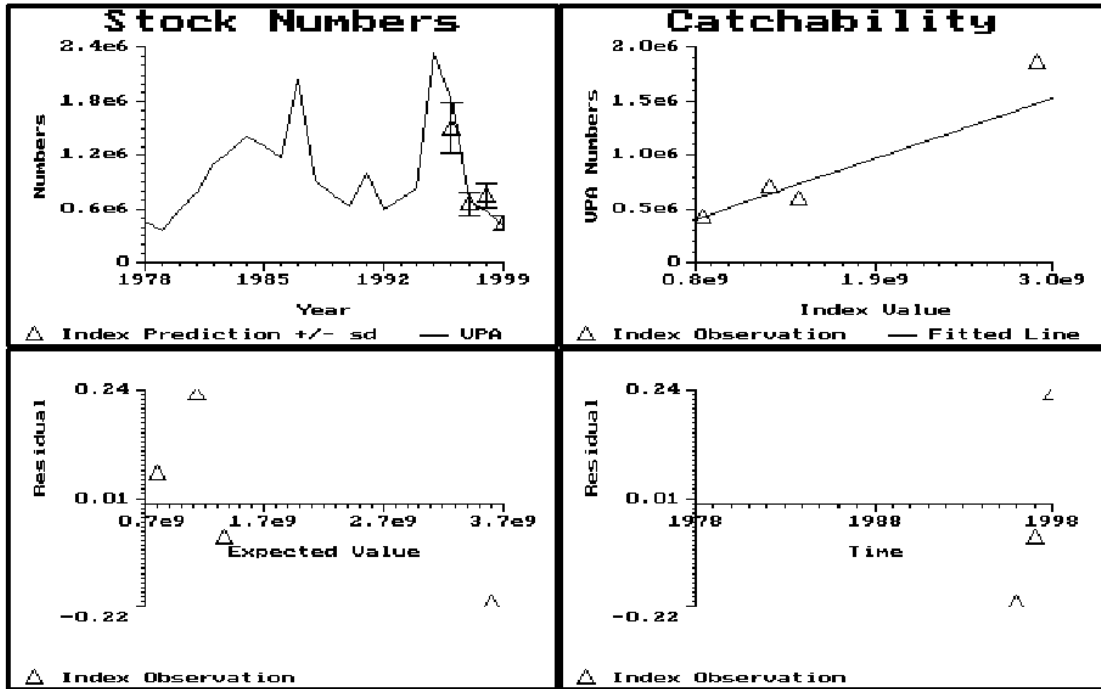 Stock Numbers
2.4e6
1.8e6
1.2e6
0.6e6
0
Numbers
1978 1985 1992 1999
Year
Index Prediction +/- sd VPA
Catchability
2.0e6
1.5e6
1.0e6
0.5e6
0
VPA Numbers
0.8e9 1.9e9 3.0e9
Index Value
Index Observation Fitted Line
0.24
0.01
-0.22
Residual
0.7e9 1.7e9 2.7e9 3.7e9
Expected Value
Index Observation
0.24
0.01
-0.22
Residual
1978 1988 1998
Time
Index Observation